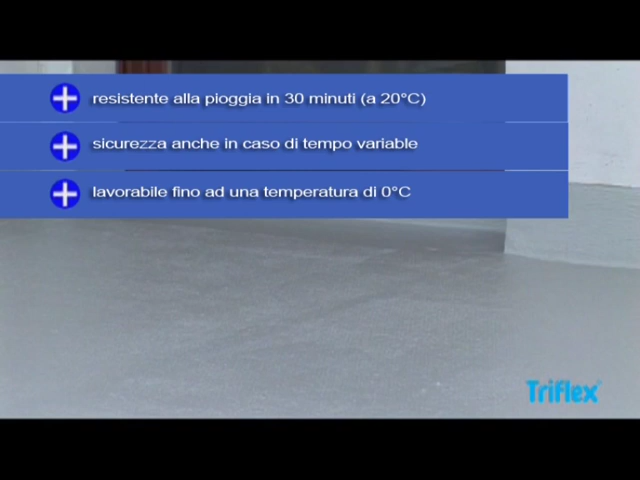 resistente alla pioggia in 30 minuti (a 20°C)
sicurezza anche in caso di tempo variable
lavorabile fino ad una temperatura di 0°C
Triflex®